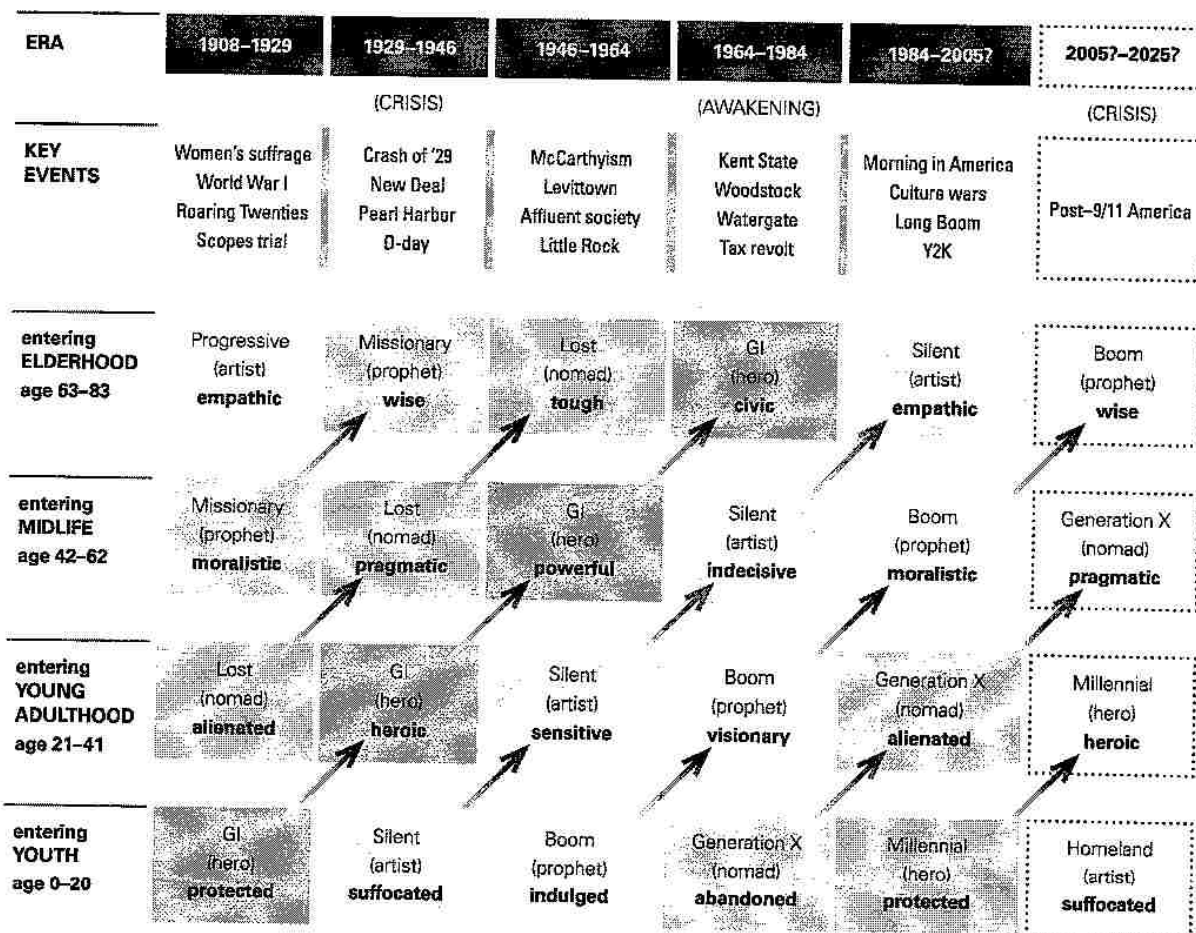 ERA
1908–1929
1929–1946
1946–1964
1964–1984
1984–2005?
2005?–2025?
(CRISIS)
(AWAKENING)
(CRISIS)
KEY
EVENTS
Women's suffrage
World War I
Roaring Twenties
Scopes trial
Crash of '29
New Deal
Pearl Harbor
D-day
McCarthyism
Levittown
Affluent society
Little Rock
Kent State
Woodstock
Watergate
Tax revolt
Morning in America
Culture wars
Long Boom
Y2K
Post–9/11 America
entering
ELDERHOOD
age 63–83
Progressive
(artist)
empathic
Missionary
(prophet)
wise
Lost
(nomad)
tough
GI
(hero)
civic
Silent
(artist)
empathic
Boom
(prophet)
wise
entering
MIDLIFE
age 42–62
Missionary
(prophet)
moralistic
Lost
(nomad)
pragmatic
GI
(hero)
powerful
Silent
(artist)
indecisive
Boom
(prophet)
moralistic
Generation X
(nomad)
pragmatic
entering
YOUNG
ADULTHOOD
age 21–41
Lost
(nomad)
alienated
GI
(hero)
heroic
Silent
(artist)
sensitive
Boom
(prophet)
visionary
Generation X
(nomad)
alienated
Millennial
(hero)
heroic
entering
YOUTH
age 0–20
GI
(hero)
protected
Silent
(artist)
suffocated
Boom
(prophet)
indulged
Generation X
(nomad)
abandoned
Millennial
(hero)
protected
Homeland
(artist)
suffocated